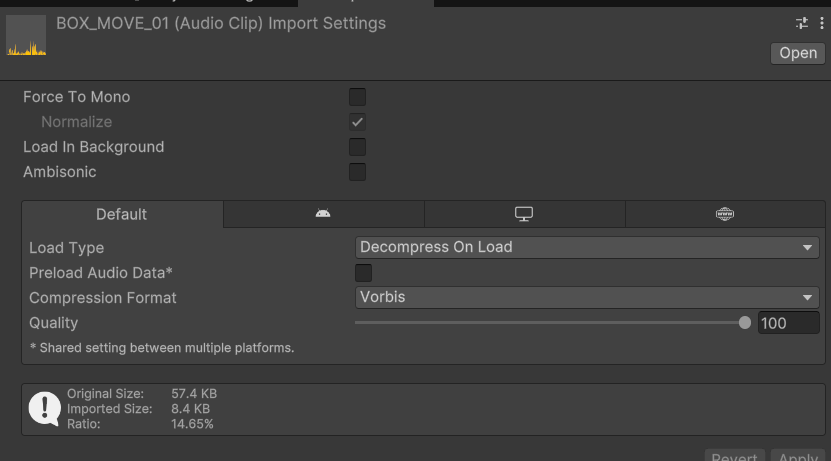 BOX_MOVE_01 (Audio Clip) Import Settings
Open
Force To Mono
Normalize
Load In Background
Ambisonic
Default
WWW
Load Type Decompress On Load
Preload Audio Data*
Compression Format Vorbis
Quality 100
* Shared setting between multiple platforms.
Original Size: 57.4 KB
Imported Size: 8.4 KB
Ratio: 14.65%
Revert Apply